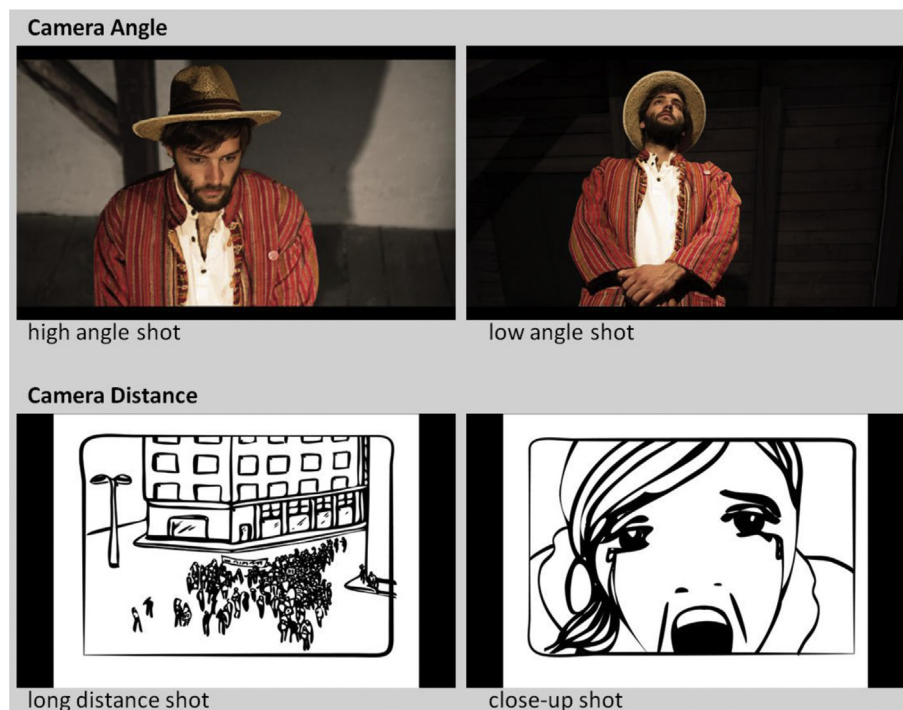 Camera Angle
high angle shot
low angle shot
Camera Distance
long distance shot
close-up shot